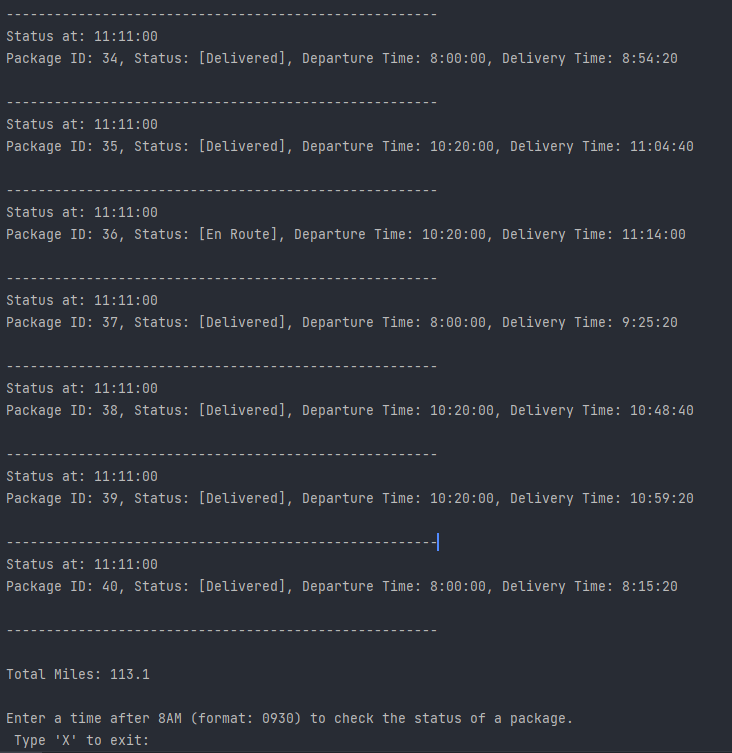 ------------------------------------------------------
Status at: 11:11:00
Package ID: 34, Status: [Delivered], Departure Time: 8:00:00, Delivery Time: 8:54:20
------------------------------------------------------
Status at: 11:11:00
Package ID: 35, Status: [Delivered], Departure Time: 10:20:00, Delivery Time: 11:04:40
------------------------------------------------------
Status at: 11:11:00
Package ID: 36, Status: [En Route], Departure Time: 10:20:00, Delivery Time: 11:14:00
------------------------------------------------------
Status at: 11:11:00
Package ID: 37, Status: [Delivered], Departure Time: 8:00:00, Delivery Time: 9:25:20
------------------------------------------------------
Status at: 11:11:00
Package ID: 38, Status: [Delivered], Departure Time: 10:20:00, Delivery Time: 10:48:40
------------------------------------------------------
Status at: 11:11:00
Package ID: 39, Status: [Delivered], Departure Time: 10:20:00, Delivery Time: 10:59:20
------------------------------------------------------
Status at: 11:11:00
Package ID: 40, Status: [Delivered], Departure Time: 8:00:00, Delivery Time: 8:15:20
------------------------------------------------------
Total Miles: 113.1
Enter a time after 8AM (format: 0930) to check the status of a package.
 Type 'X' to exit: